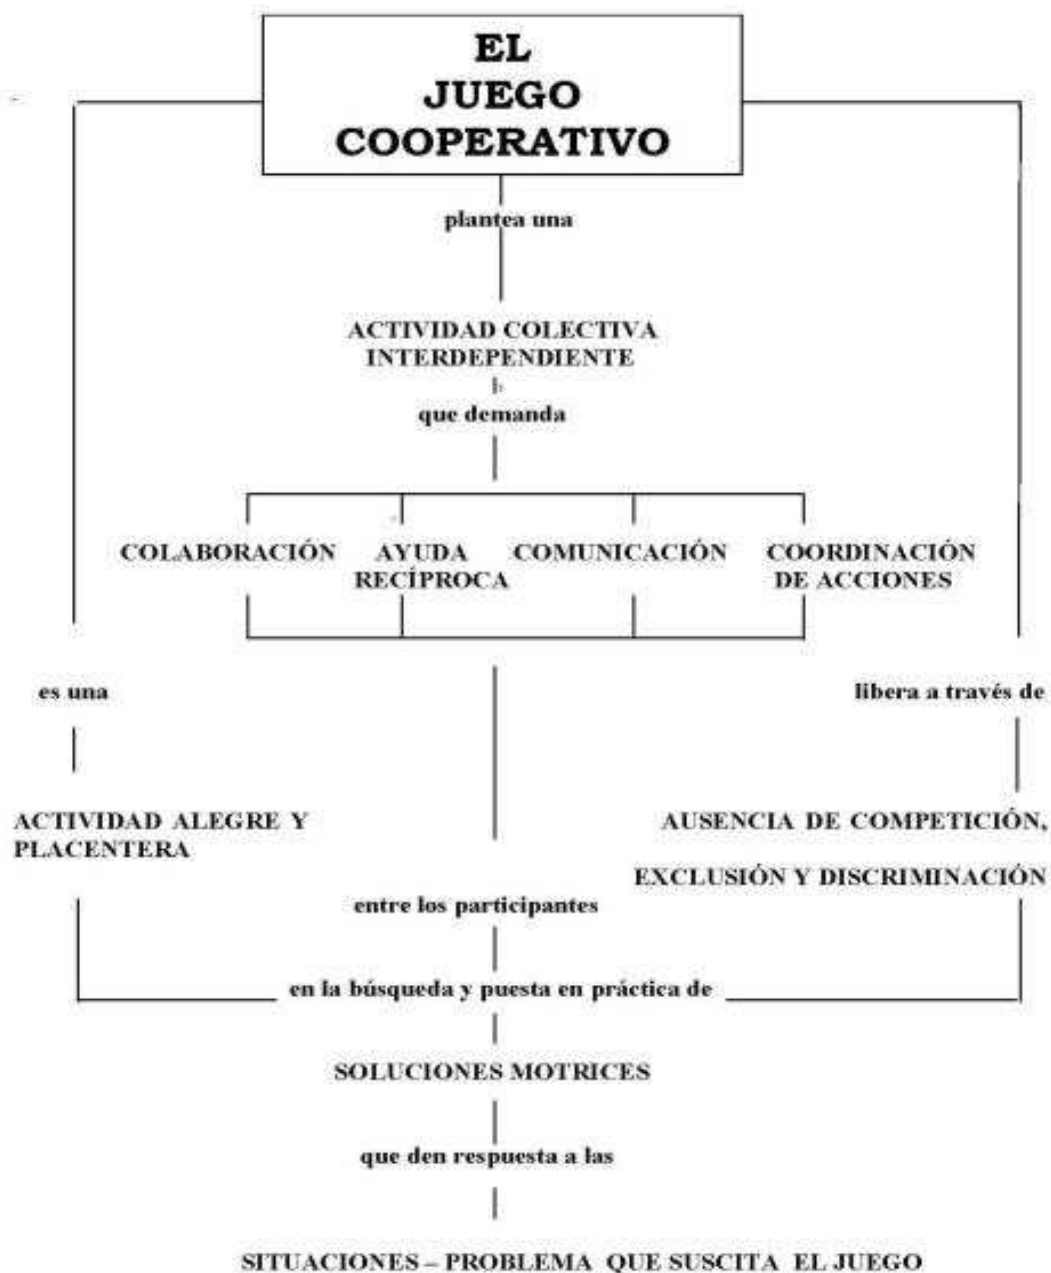 EL
JUEGO
COOPERATIVO
plantea una
ACTIVIDAD COLECTIVA
INTERDEPENDIENTE
que demanda
COLABORACIÓN
AYUDA
RECÍPROCA
COMUNICACIÓN
COORDINACIÓN
DE ACCIONES
es una
libera a través de
ACTIVIDAD ALEGRE Y
PLACENTERA
AUSENCIA DE COMPETICIÓN,
EXCLUSIÓN Y DISCRIMINACIÓN
entre los participantes
en la búsqueda y puesta en práctica de
SOLUCIONES MOTRICES
que den respuesta a las
SITUACIONES – PROBLEMA QUE SUSCITA EL JUEGO